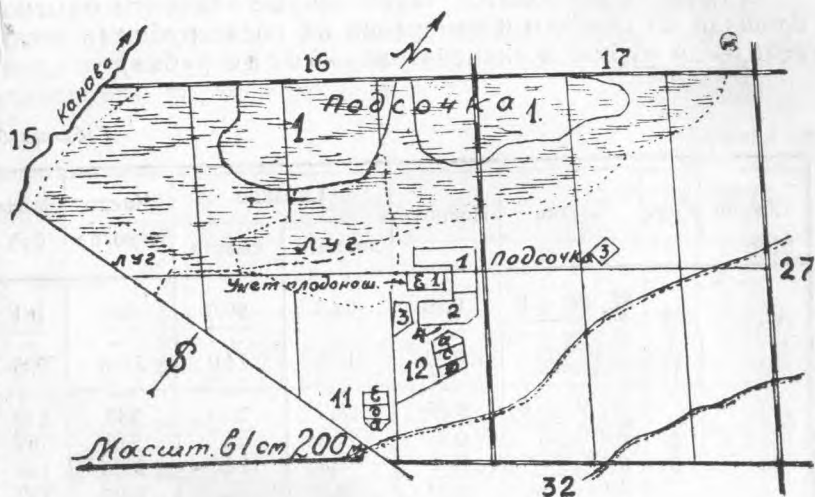 N
16
17
канова
Подсочка
15
1
1
луг
луг
1
Подсочка
3
27
Учет плодонош.
Е 1
3
2
4
12
11
S
Масшт. в 1 см 200 м
32